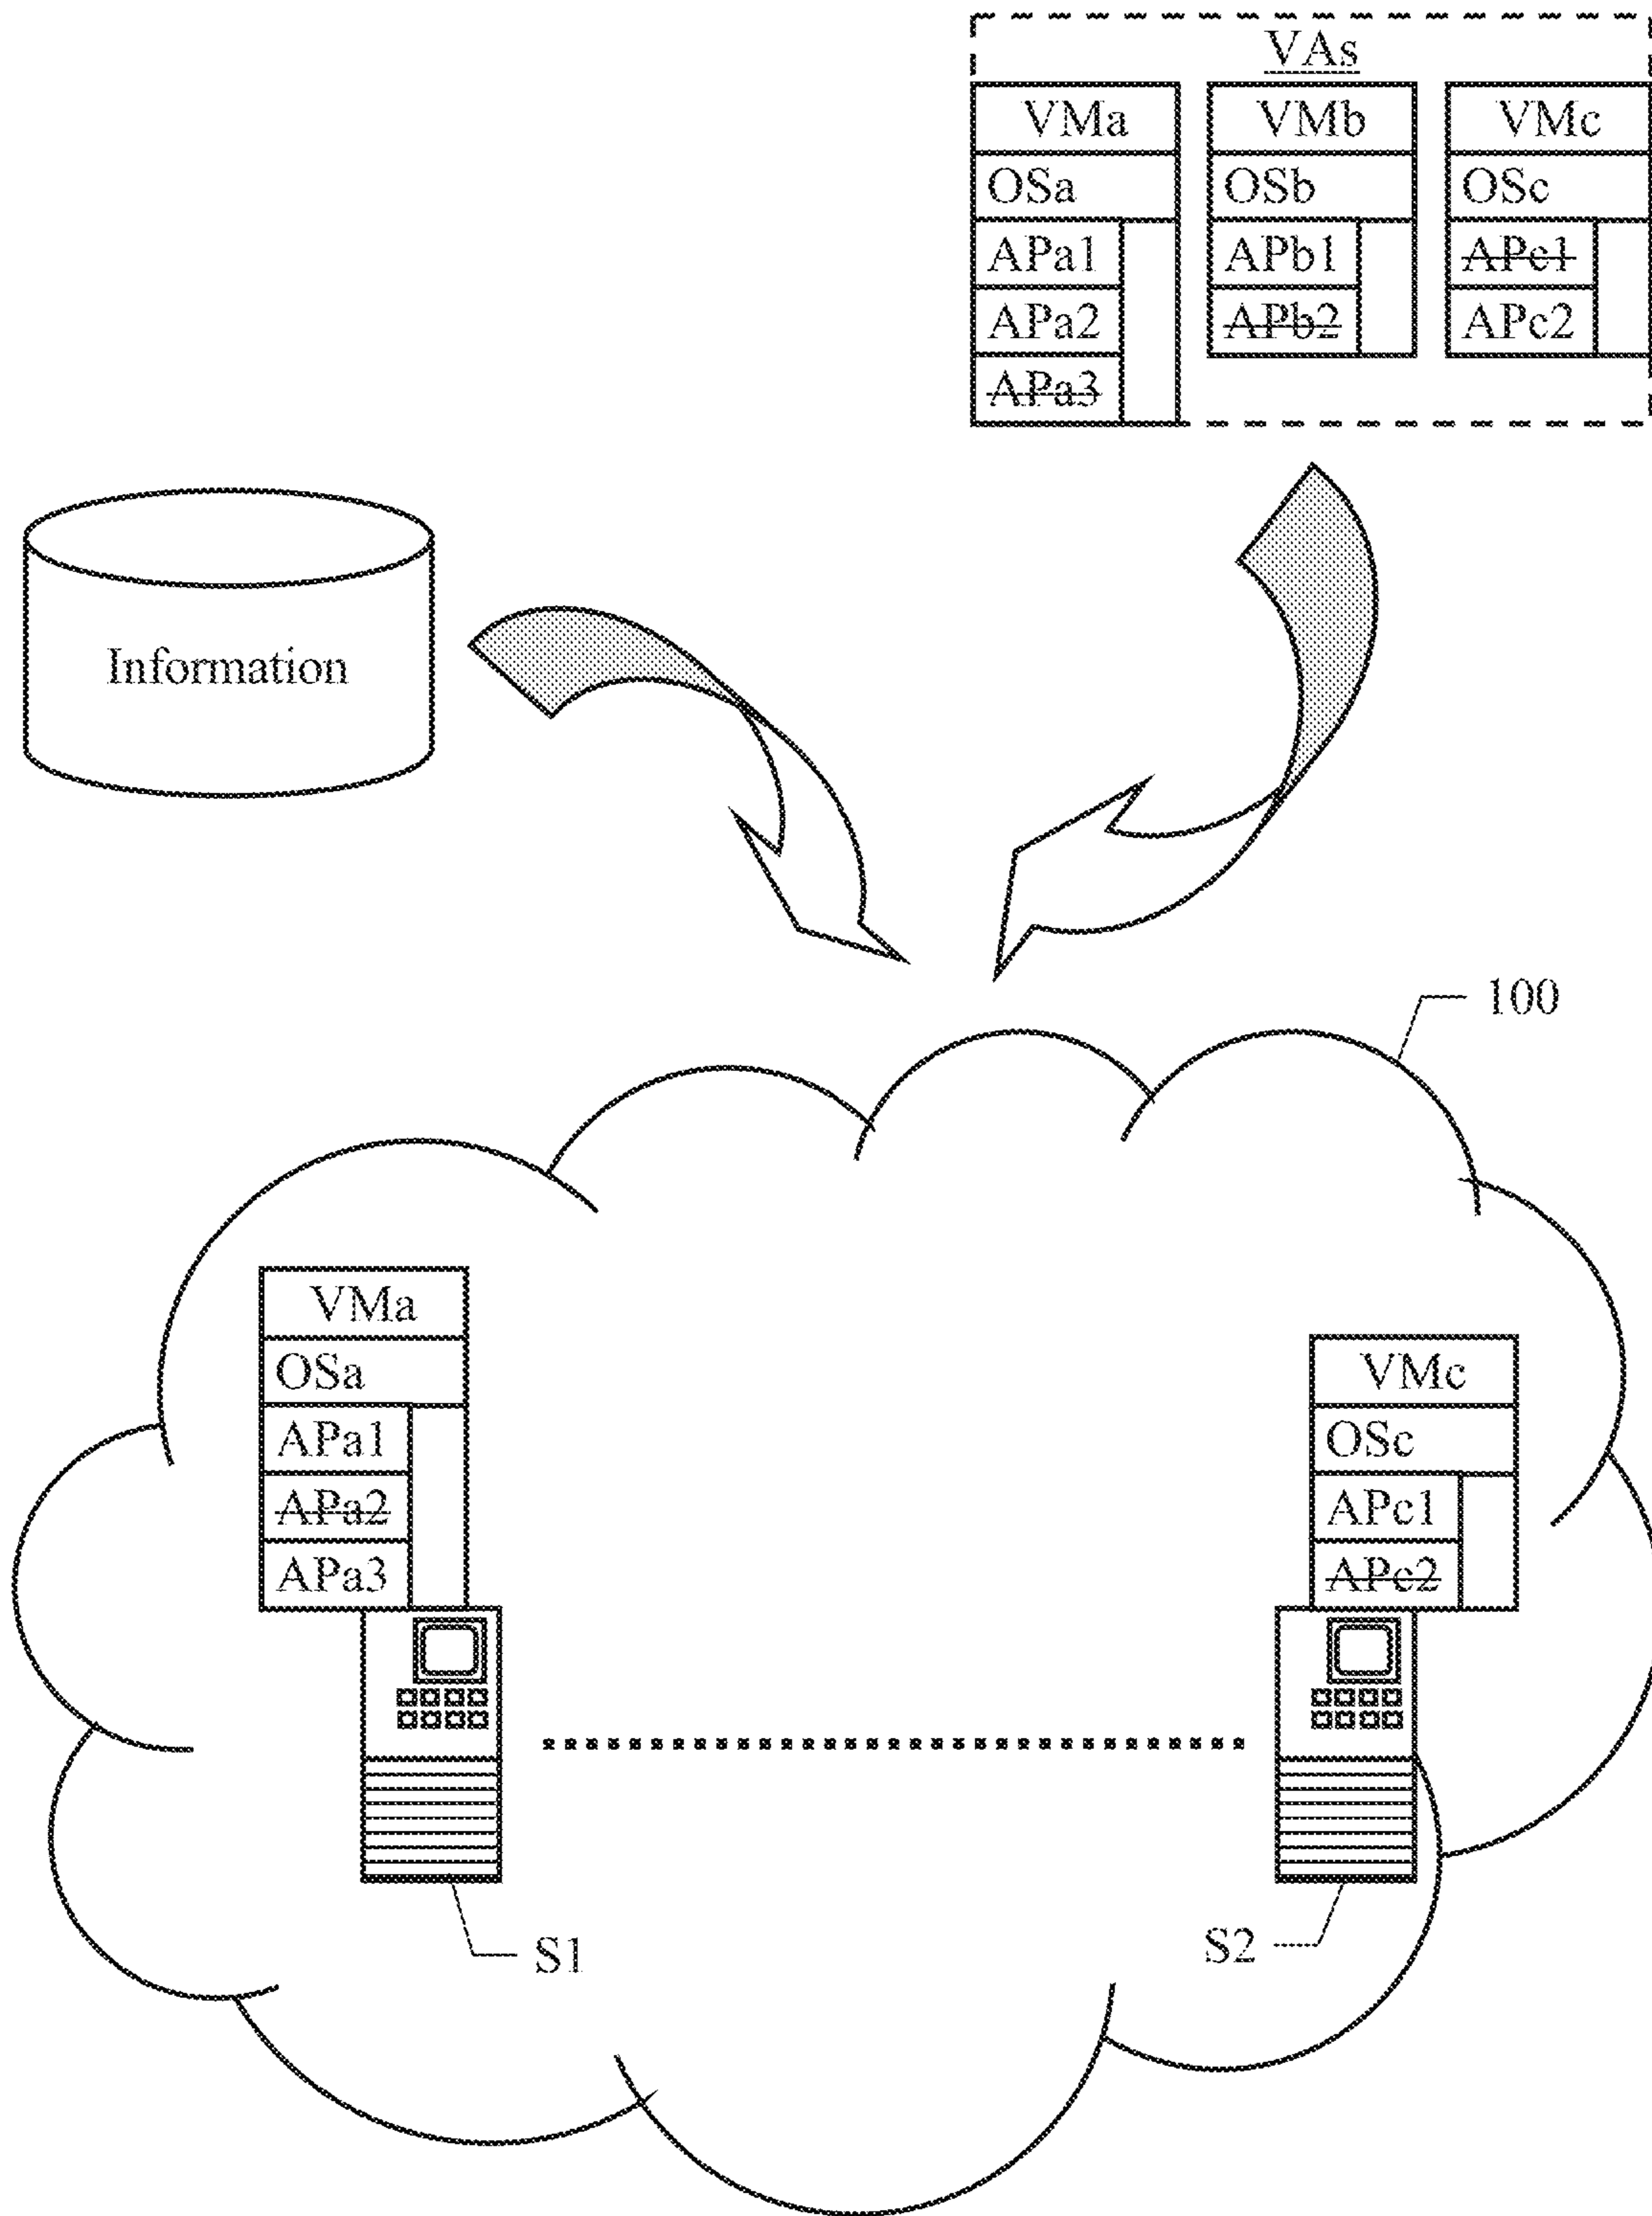 VAs
VMa VMb VMc
OSa OSb OSc
APa1 APb1 APc1
APa2 APb2 APc2
APa3
Information
100
VMa
OSa
APa1
APa2
APa3
VMc
OSc
APc1
APc2
S1
S2